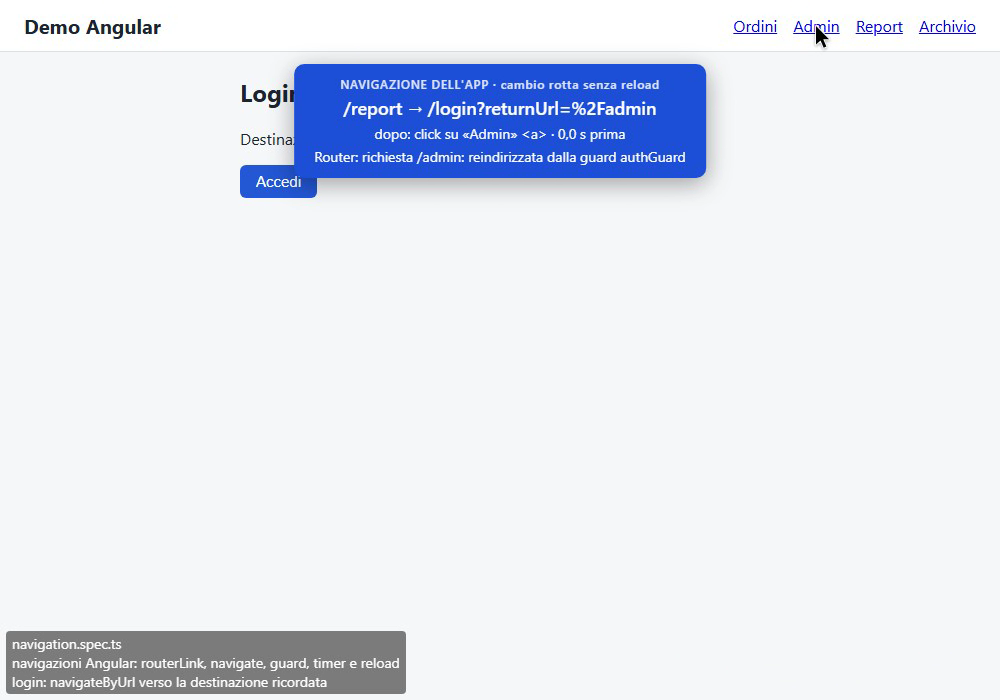 Demo Angular
Ordini Admin Report Archivio
NAVIGAZIONE DELL'APP · cambio rotta senza reload
/report → /login?returnUrl=%2Fadmin
dopo: click su «Admin» <a> · 0,0 s prima
Router: richiesta /admin: reindirizzata dalla guard authGuard
Login
Accedi
navigation.spec.ts
navigazioni Angular: routerLink, navigate, guard, timer e reload
login: navigateByUrl verso la destinazione ricordata